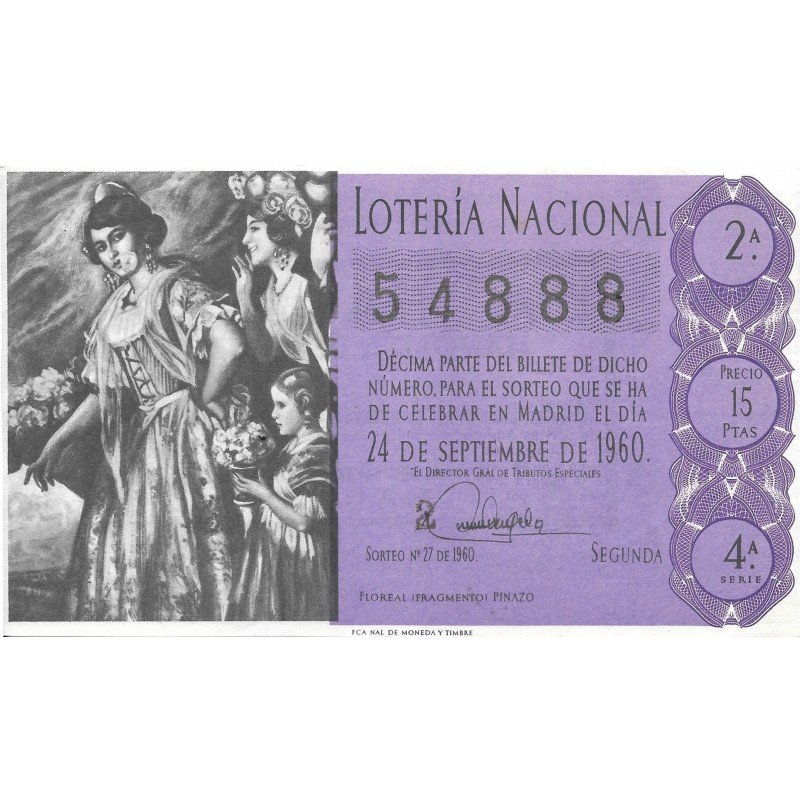 LOTERÍA NACIONAL
54888
DÉCIMA PARTE DEL BILLETE DE DICHO
NÚMERO, PARA EL SORTEO QUE SE HA
DE CELEBRAR EN MADRID EL DÍA
24 DE SEPTIEMBRE DE 1960.
EL DIRECTOR GRAL DE TRIBUTOS ESPECIALES
2
SORTEO Nº 27 DE 1960.
SEGUNDA
FLOREAL (FRAGMENTO) PINAZO
FCA NAL DE MONEDA Y TIMBRE
2.ª
PRECIO
15
PTAS
4.ª
SERIE